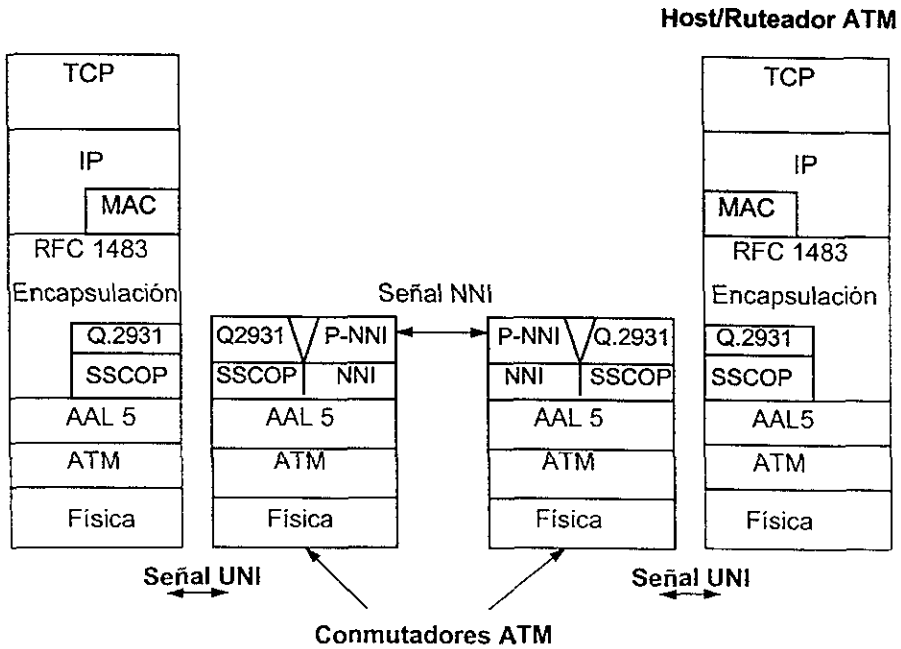 Host/Ruteador ATM
TCP
IP
MAC
RFC 1483
Encapsulación
Q.2931
SSCOP
AAL 5
ATM
Física
Señal NNI
Q2931
P-NNI
SSCOP
NNI
AAL 5
ATM
Física
P-NNI
Q.2931
NNI
SSCOP
AAL 5
ATM
Física
TCP
IP
MAC
RFC 1483
Encapsulación
Q.2931
SSCOP
AAL5
ATM
Física
Señal UNI
Señal UNI
Conmutadores ATM